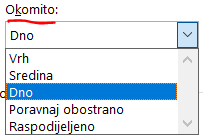 Okomito:
Dno
Vrh
Sredina
Dno
Poravnaj obostrano
Raspodijeljeno